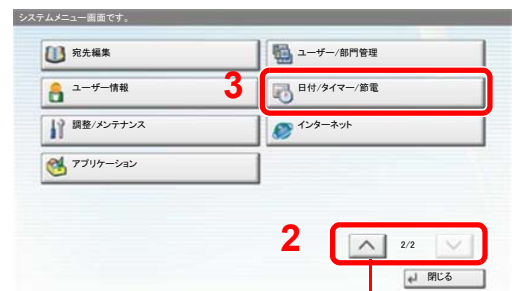 システムメニュー画面です。
宛先編集
ユーザー/部門管理
ユーザー情報
3
日付/タイマー/節電
調整/メンテナンス
インターネット
アプリケーション
2
2/2
閉じる